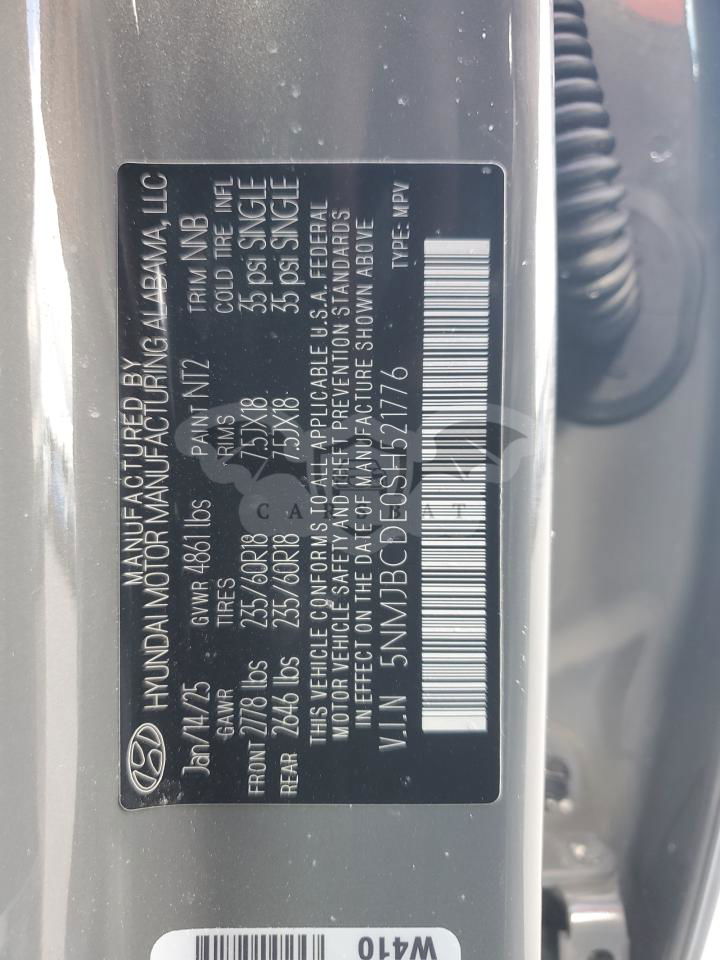 MANUFACTURED BY
HYUNDAI MOTOR MANUFACTURING ALABAMA, LLC
Jan/14/25 GVWR 4861 lbs PAINT NT2 TRIM NNB
GAWR TIRES RIMS COLD TIRE INFL
FRONT 2778 lbs 235/60R18 7.5JX18 35 psi SINGLE
REAR 2646 lbs 235/60R18 7.5JX18 35 psi SINGLE
THIS VEHICLE CONFORMS TO ALL APPLICABLE U.S.A. FEDERAL
MOTOR VEHICLE SAFETY AND THEFT PREVENTION STANDARDS
IN EFFECT ON THE DATE OF MANUFACTURE SHOWN ABOVE
V.I.N 5NMJBCDE0SH521776 TYPE: MPV
W410